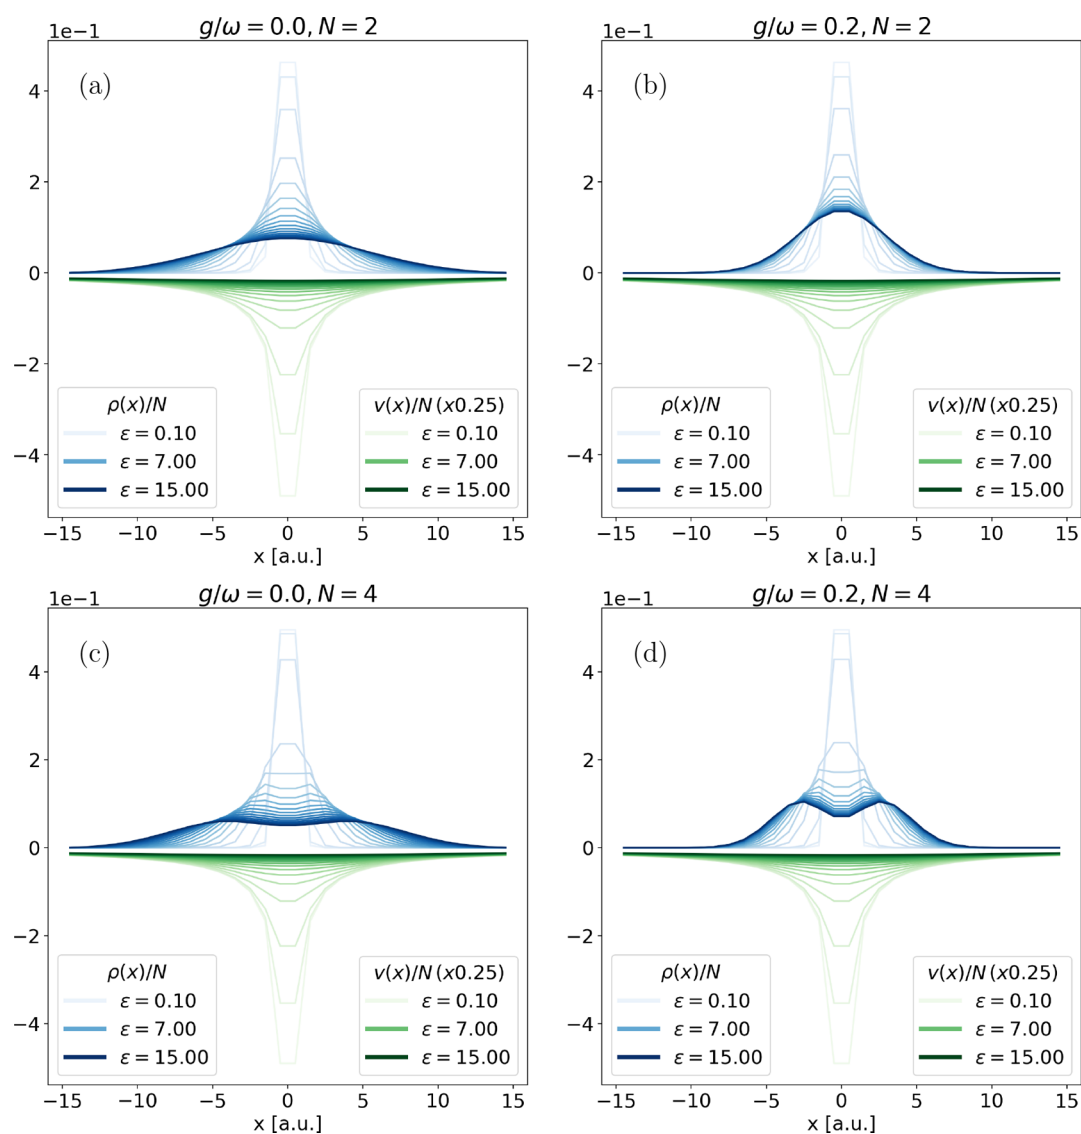 1e−1
g/ω = 0.0, N = 2
(a)
4
2
0
−2
−4
ρ(x)/N
ε = 0.10
ε = 7.00
ε = 15.00
v(x)/N (x0.25)
ε = 0.10
ε = 7.00
ε = 15.00
−15 −10 −5 0 5 10 15
x [a.u.]
1e−1
g/ω = 0.2, N = 2
(b)
4
2
0
−2
−4
ρ(x)/N
ε = 0.10
ε = 7.00
ε = 15.00
v(x)/N (x0.25)
ε = 0.10
ε = 7.00
ε = 15.00
−15 −10 −5 0 5 10 15
x [a.u.]
1e−1
g/ω = 0.0, N = 4
(c)
4
2
0
−2
−4
ρ(x)/N
ε = 0.10
ε = 7.00
ε = 15.00
v(x)/N (x0.25)
ε = 0.10
ε = 7.00
ε = 15.00
−15 −10 −5 0 5 10 15
x [a.u.]
1e−1
g/ω = 0.2, N = 4
(d)
4
2
0
−2
−4
ρ(x)/N
ε = 0.10
ε = 7.00
ε = 15.00
v(x)/N (x0.25)
ε = 0.10
ε = 7.00
ε = 15.00
−15 −10 −5 0 5 10 15
x [a.u.]